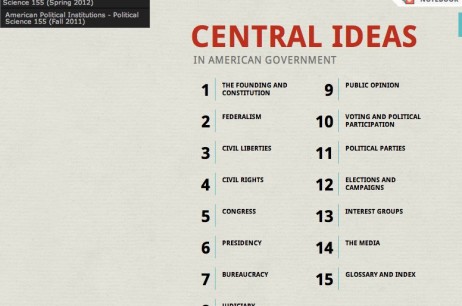 Science 155 (Spring 2012)
American Political Institutions - Political
Science 155 (Fall 2011)
NOTEBOOK
CENTRAL IDEAS
IN AMERICAN GOVERNMENT
1 THE FOUNDING AND
CONSTITUTION
2 FEDERALISM
3 CIVIL LIBERTIES
4 CIVIL RIGHTS
5 CONGRESS
6 PRESIDENCY
7 BUREAUCRACY
JUDICIARY
9 PUBLIC OPINION
10 VOTING AND POLITICAL
PARTICIPATION
11 POLITICAL PARTIES
12 ELECTIONS AND
CAMPAIGNS
13 INTEREST GROUPS
14 THE MEDIA
15 GLOSSARY AND INDEX